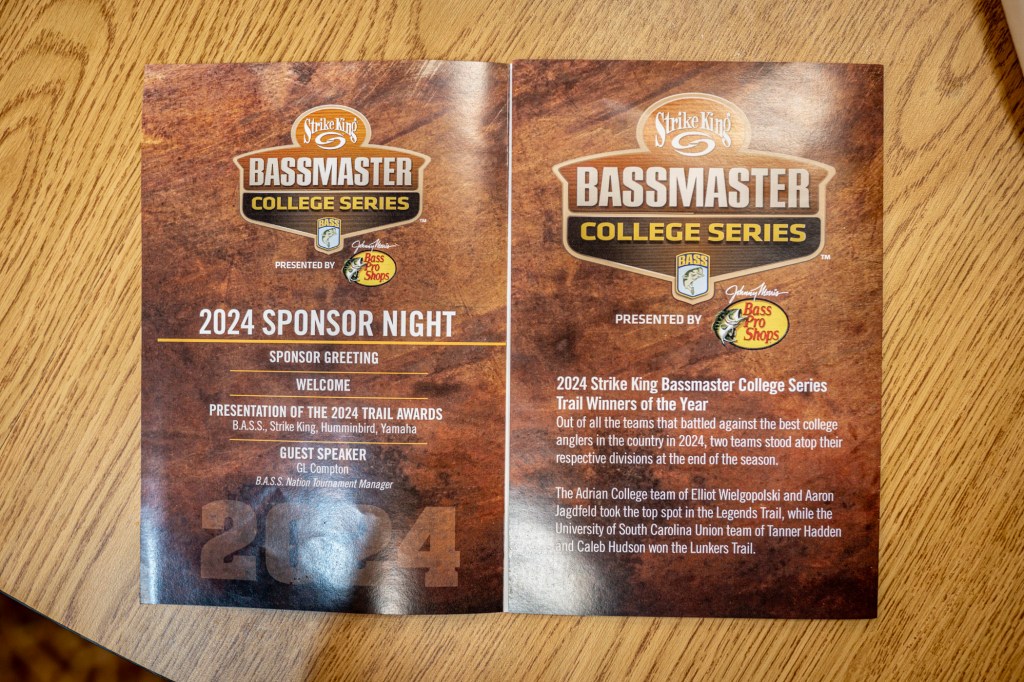 Strike King
BASSMASTER
COLLEGE SERIES
™
BASS
PRESENTED BY
Johnny Morris
Bass
Pro
Shops
2024 SPONSOR NIGHT
SPONSOR GREETING
WELCOME
PRESENTATION OF THE 2024 TRAIL AWARDS
B.A.S.S., Strike King, Humminbird, Yamaha
GUEST SPEAKER
GL Compton
B.A.S.S. Nation Tournament Manager
2024
Strike King
BASSMASTER
COLLEGE SERIES
™
BASS
PRESENTED BY
Johnny Morris
Bass
Pro
Shops
2024 Strike King Bassmaster College Series
Trail Winners of the Year
Out of all the teams that battled against the best college
anglers in the country in 2024, two teams stood atop their
respective divisions at the end of the season.
The Adrian College team of Elliot Wielgopolski and Aaron
Jagdfeld took the top spot in the Legends Trail, while the
University of South Carolina Union team of Tanner Hadden
and Caleb Hudson won the Lunkers Trail.